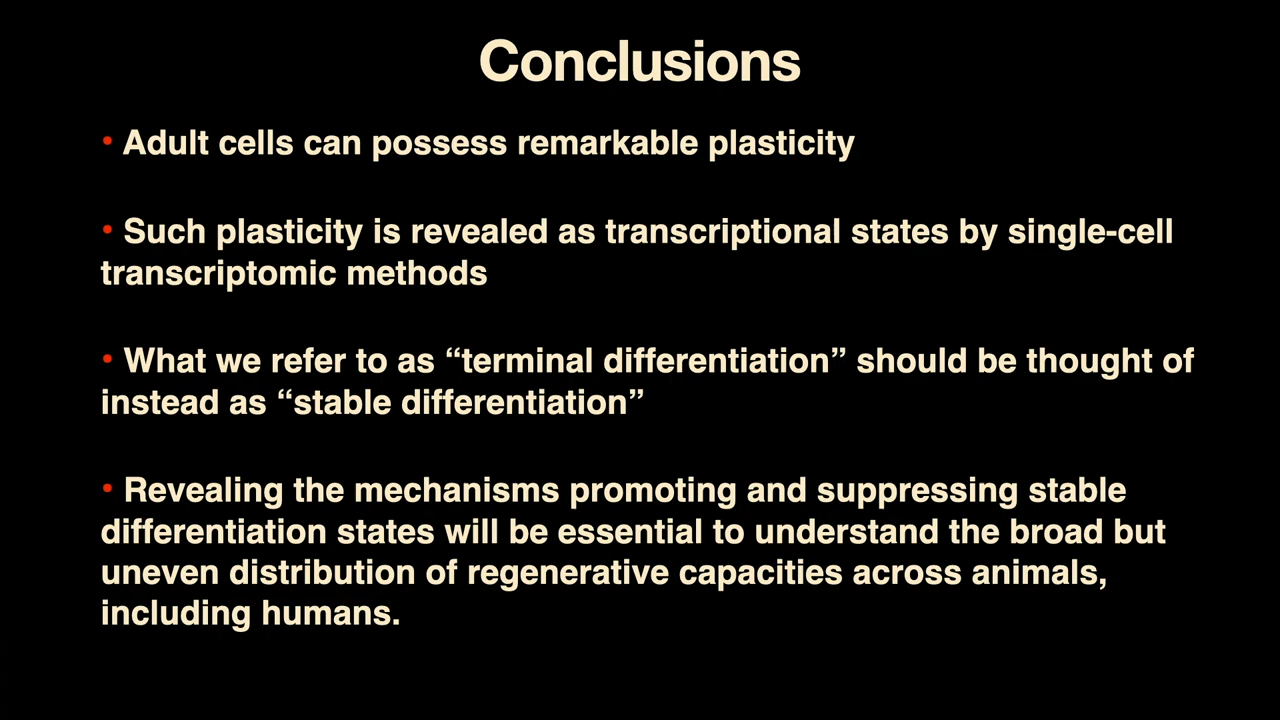 Conclusions
• Adult cells can possess remarkable plasticity
• Such plasticity is revealed as transcriptional states by single-cell
transcriptomic methods
• What we refer to as “terminal differentiation” should be thought of
instead as “stable differentiation”
• Revealing the mechanisms promoting and suppressing stable
differentiation states will be essential to understand the broad but
uneven distribution of regenerative capacities across animals,
including humans.